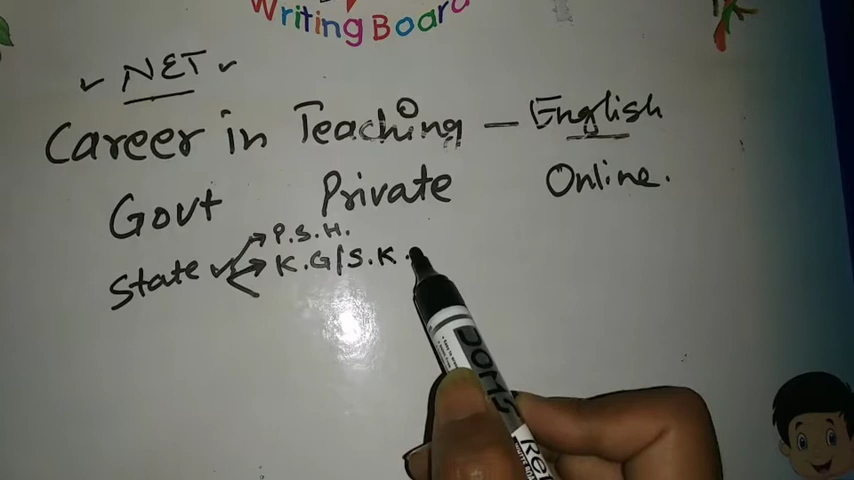 Writing Board
✓ NET ✓
Career in Teaching – English
Govt Private Online.
P.S.H.
State ✓ K.G/S.K.
DOMS